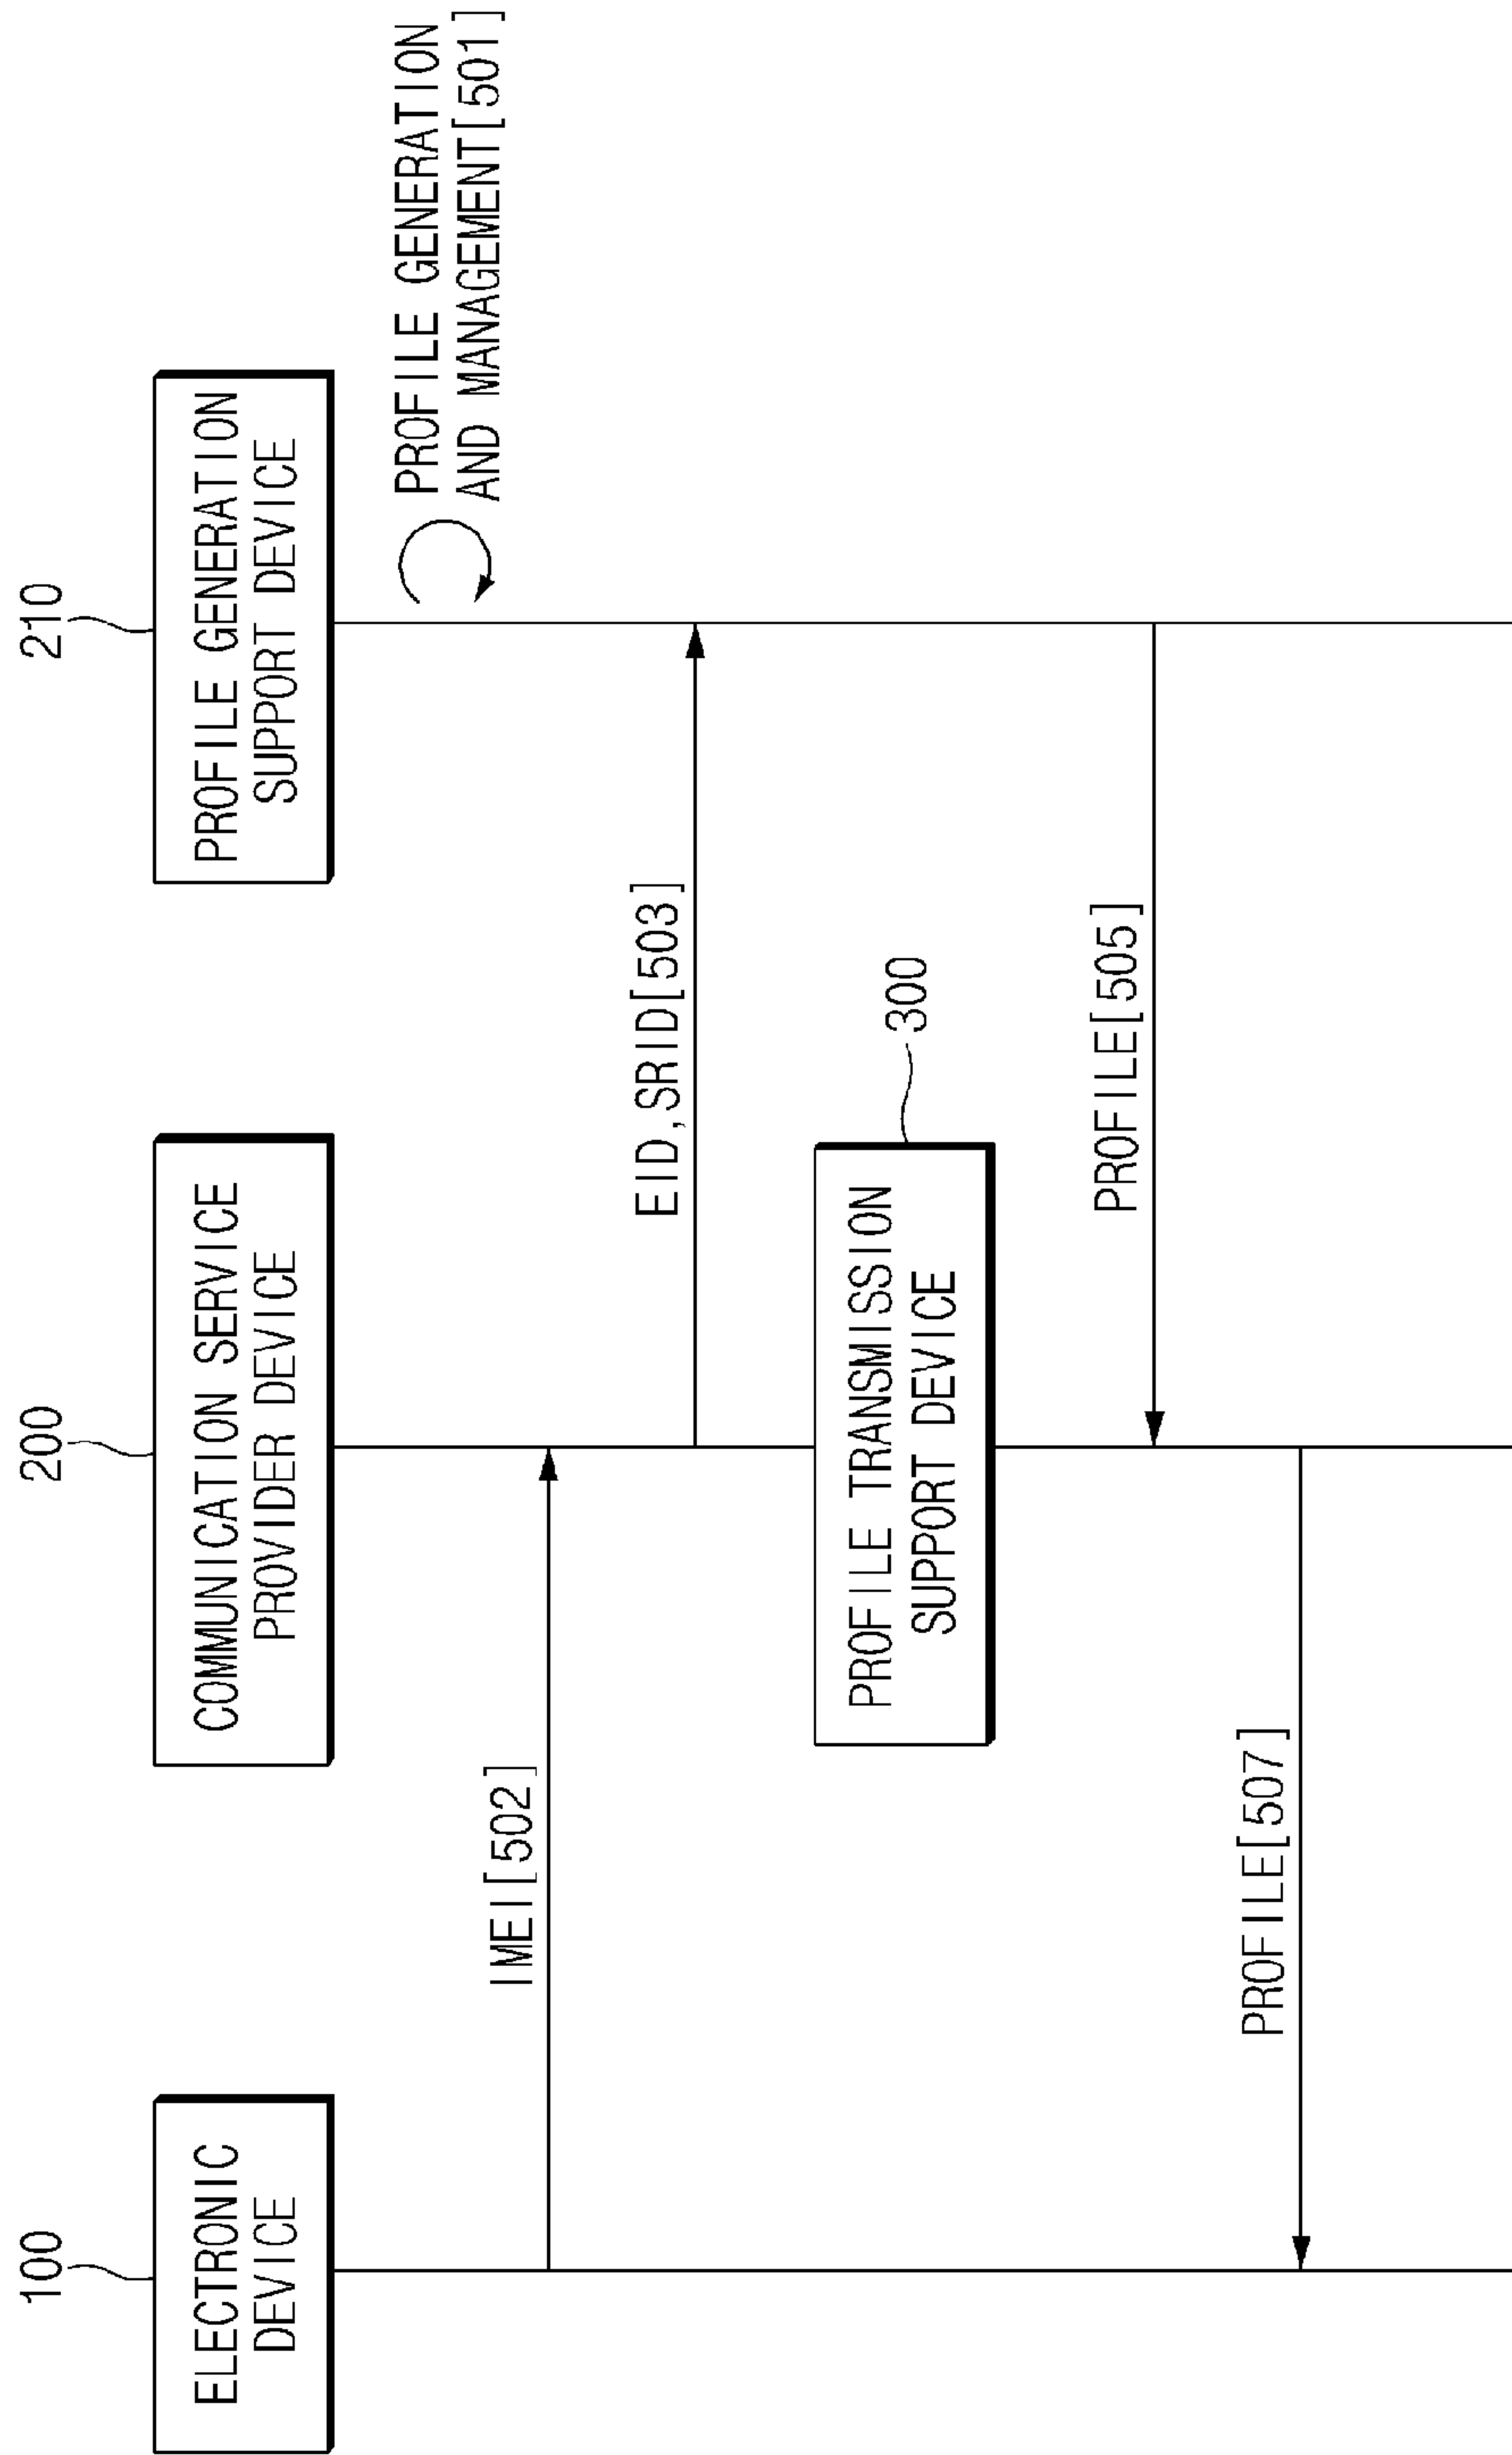 100
200
210
ELECTRONIC
DEVICE
COMMUNICATION SERVICE
PROVIDER DEVICE
PROFILE GENERATION
SUPPORT DEVICE
PROFILE GENERATION
AND MANAGEMENT[501]
IMEI[502]
EID,SRID[503]
300
PROFILE TRANSMISSION
SUPPORT DEVICE
PROFILE[505]
PROFILE[507]